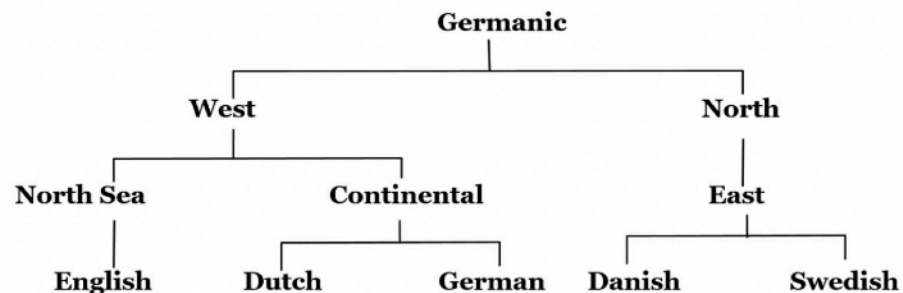 Germanic
West North
North Sea Continental East
English Dutch German Danish Swedish